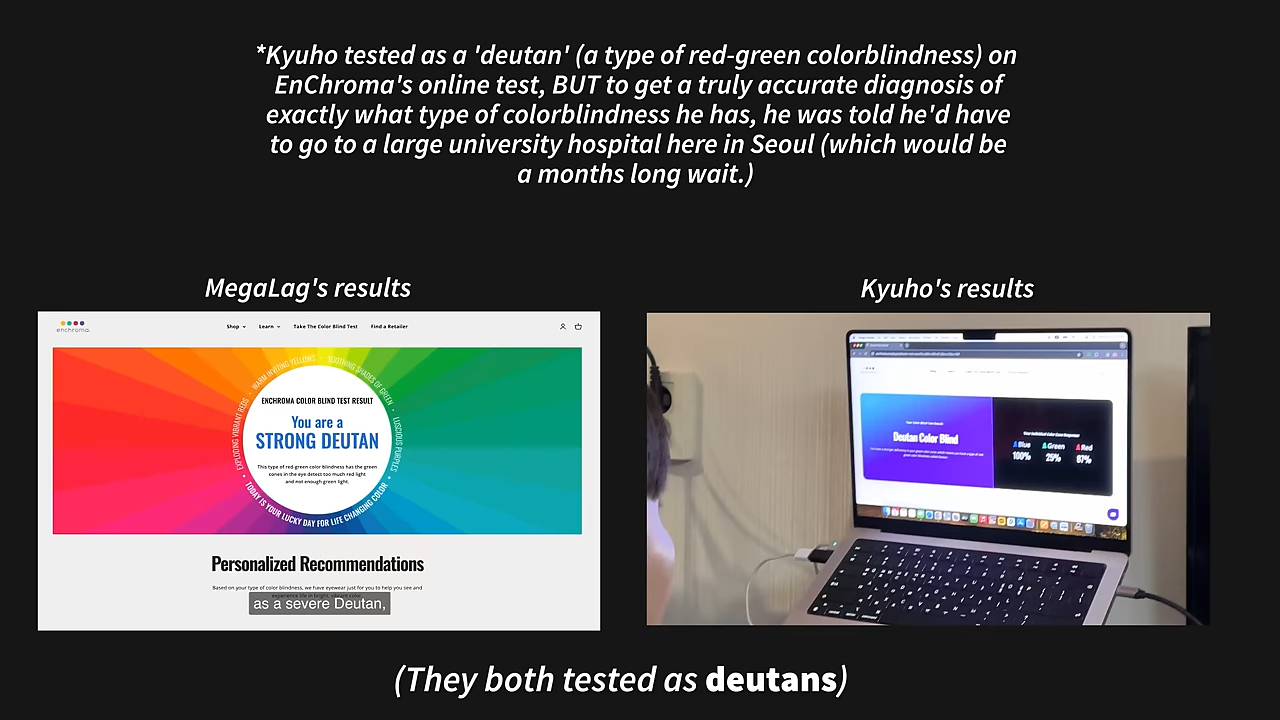 *Kyuho tested as a 'deutan' (a type of red-green colorblindness) on
EnChroma's online test, BUT to get a truly accurate diagnosis of
exactly what type of colorblindness he has, he was told he'd have
to go to a large university hospital here in Seoul (which would be
a months long wait.)
MegaLag's results
Kyuho's results
enchroma
Shop Learn Take The Color Blind Test Find a Retailer
EXPLODING VIBRANT REDS • WARM INVITING YELLOWS • SOOTHING SHADES OF GREEN • LUSCIOUS PURPLES • TODAY IS YOUR LUCKY DAY FOR LIFE CHANGING COLOR •
ENCHROMA COLOR BLIND TEST RESULT
You are a
STRONG DEUTAN
This type of red-green color blindness has the green
cones in the eye detect too much red light
and not enough green light.
Personalized Recommendations
Based on your type of color blindness, we have eyewear just for you to help you see and
as a severe Deutan,
Deutan Color Blind
Blue Green Red
100% 25% 87%
(They both tested as deutans)